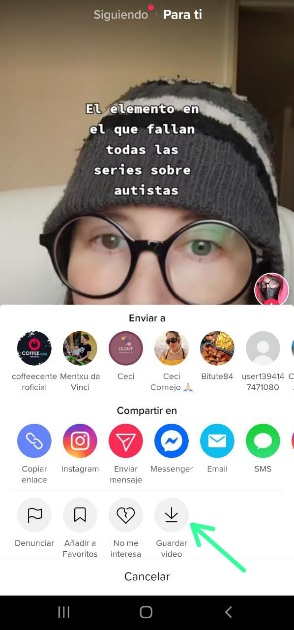 Siguiendo Para ti
El elemento en
el que fallan
todas las
series sobre
autistas
Enviar a
coffeecente Mentxu da Ceci Ceci Bitute84 user139414
roficial Vinci Cornejo 🙏🏻 7471080
Compartir en
Copiar Instagram Enviar Messenger Email SMS
enlace mensaje
Denunciar Añadir a No me Guardar
Favoritos interesa vídeo
Cancelar